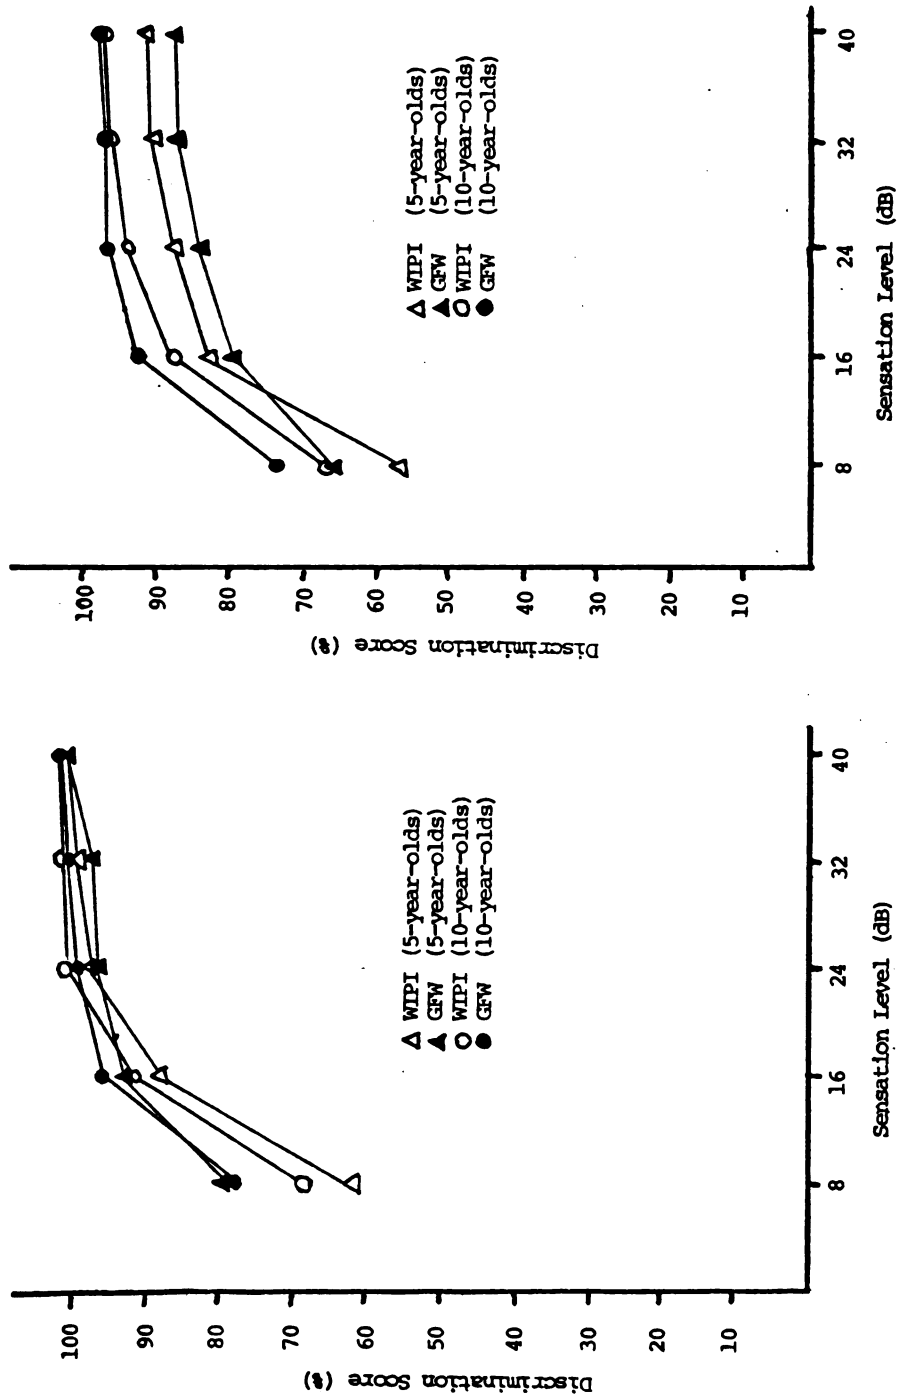 Discrimination Score (%)
100
90
80
70
60
50
40
30
20
10
△ WIPI (5-year-olds)
▲ GFW (5-year-olds)
○ WIPI (10-year-olds)
● GFW (10-year-olds)
8 16 24 32 40
Sensation Level (dB)
Discrimination Score (%)
100
90
80
70
60
50
40
30
20
10
△ WIPI (5-year-olds)
▲ GFW (5-year-olds)
○ WIPI (10-year-olds)
● GFW (10-year-olds)
8 16 24 32 40
Sensation Level (dB)